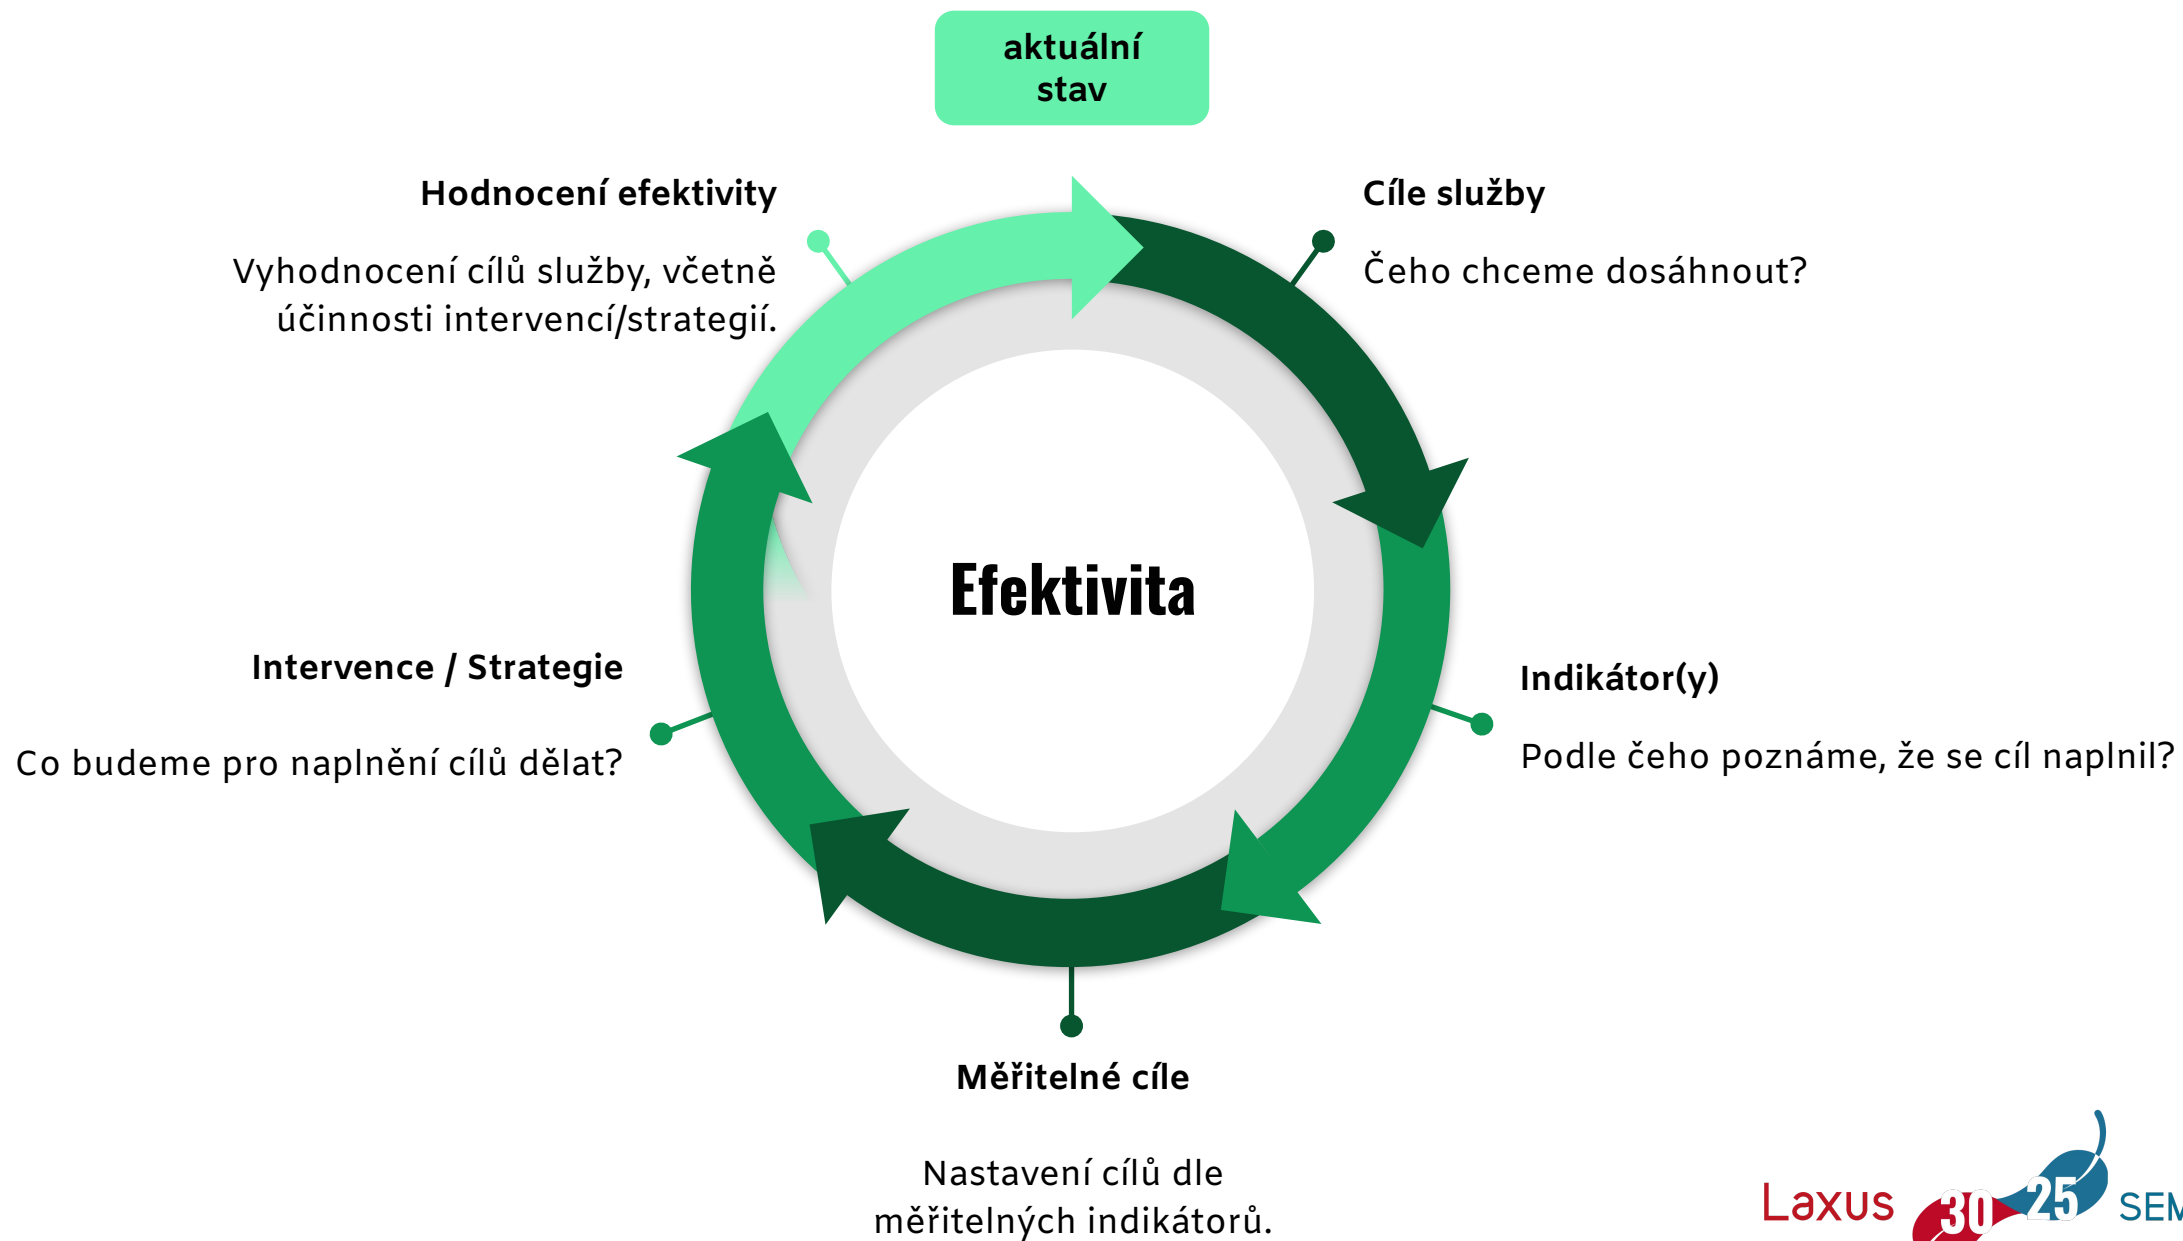 aktuální
stav
Hodnocení efektivity
Vyhodnocení cílů služby, včetně
účinnosti intervencí/strategií.
Cíle služby
Čeho chceme dosáhnout?
Efektivita
Intervence / Strategie
Co budeme pro naplnění cílů dělat?
Indikátor(y)
Podle čeho poznáme, že se cíl naplnil?
Měřitelné cíle
Nastavení cílů dle
měřitelných indikátorů.
Laxus 30 25 SEM